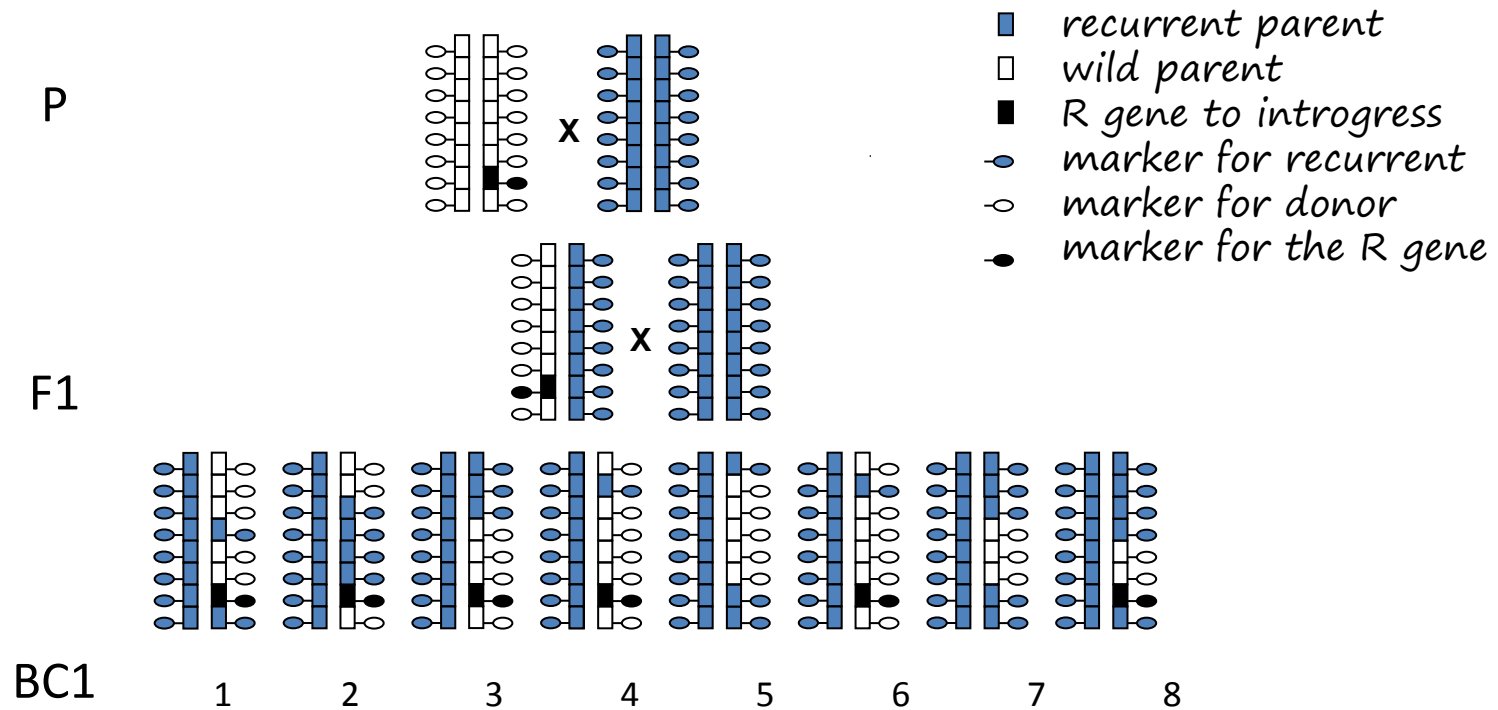 P
X
recurrent parent
wild parent
R gene to introgress
marker for recurrent
marker for donor
marker for the R gene
F1
X
BC1
1 2 3 4 5 6 7 8